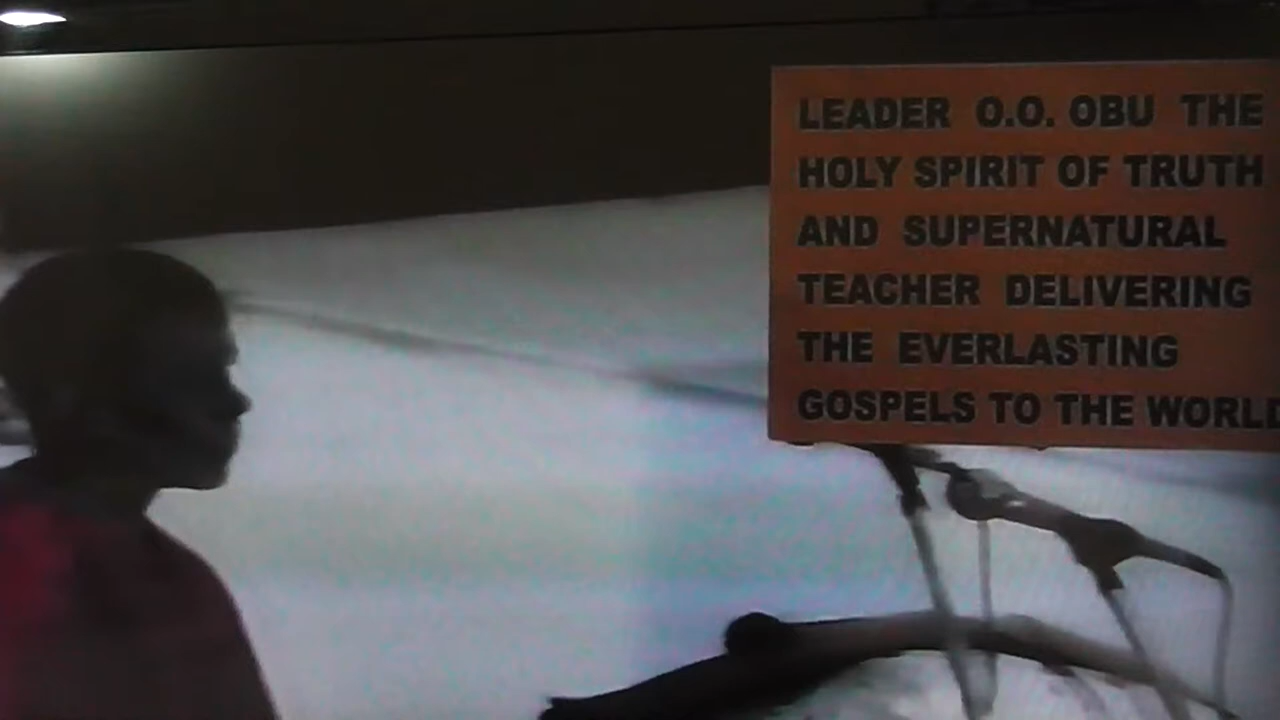 LEADER O.O. OBU THE
HOLY SPIRIT OF TRUTH
AND SUPERNATURAL
TEACHER DELIVERING
THE EVERLASTING
GOSPELS TO THE WORLD